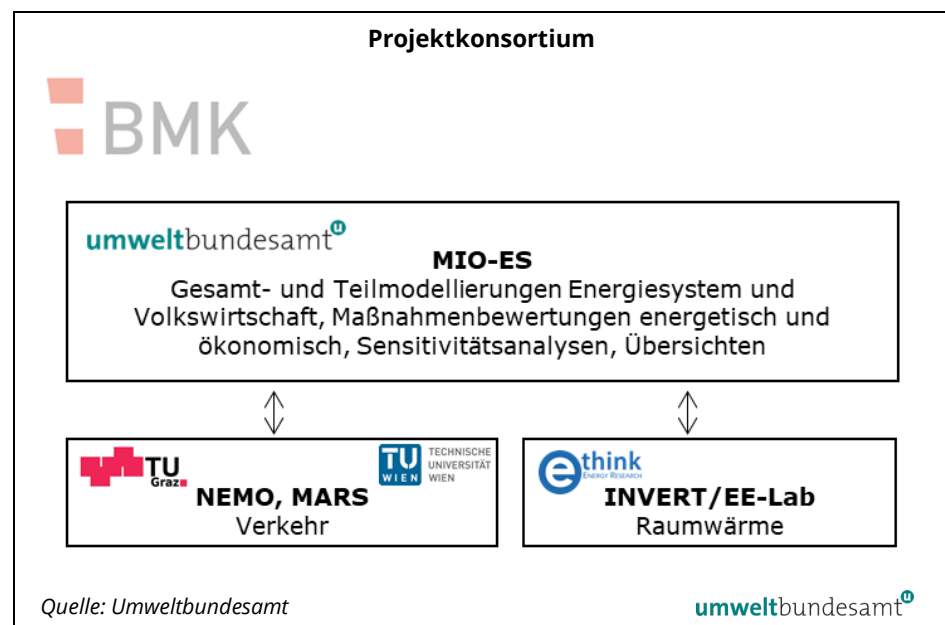 Projektkonsortium
BMK
umweltbundesamt
MIO-ES
Gesamt- und Teilmodellierungen Energiesystem und
Volkswirtschaft, Maßnahmenbewertungen energetisch und
ökonomisch, Sensitivitätsanalysen, Übersichten
TU
Graz
TU
WIEN
TECHNISCHE
UNIVERSITÄT
WIEN
NEMO, MARS
Verkehr
ethink
ENERGY RESEARCH
INVERT/EE-Lab
Raumwärme
Quelle: Umweltbundesamt
umweltbundesamt